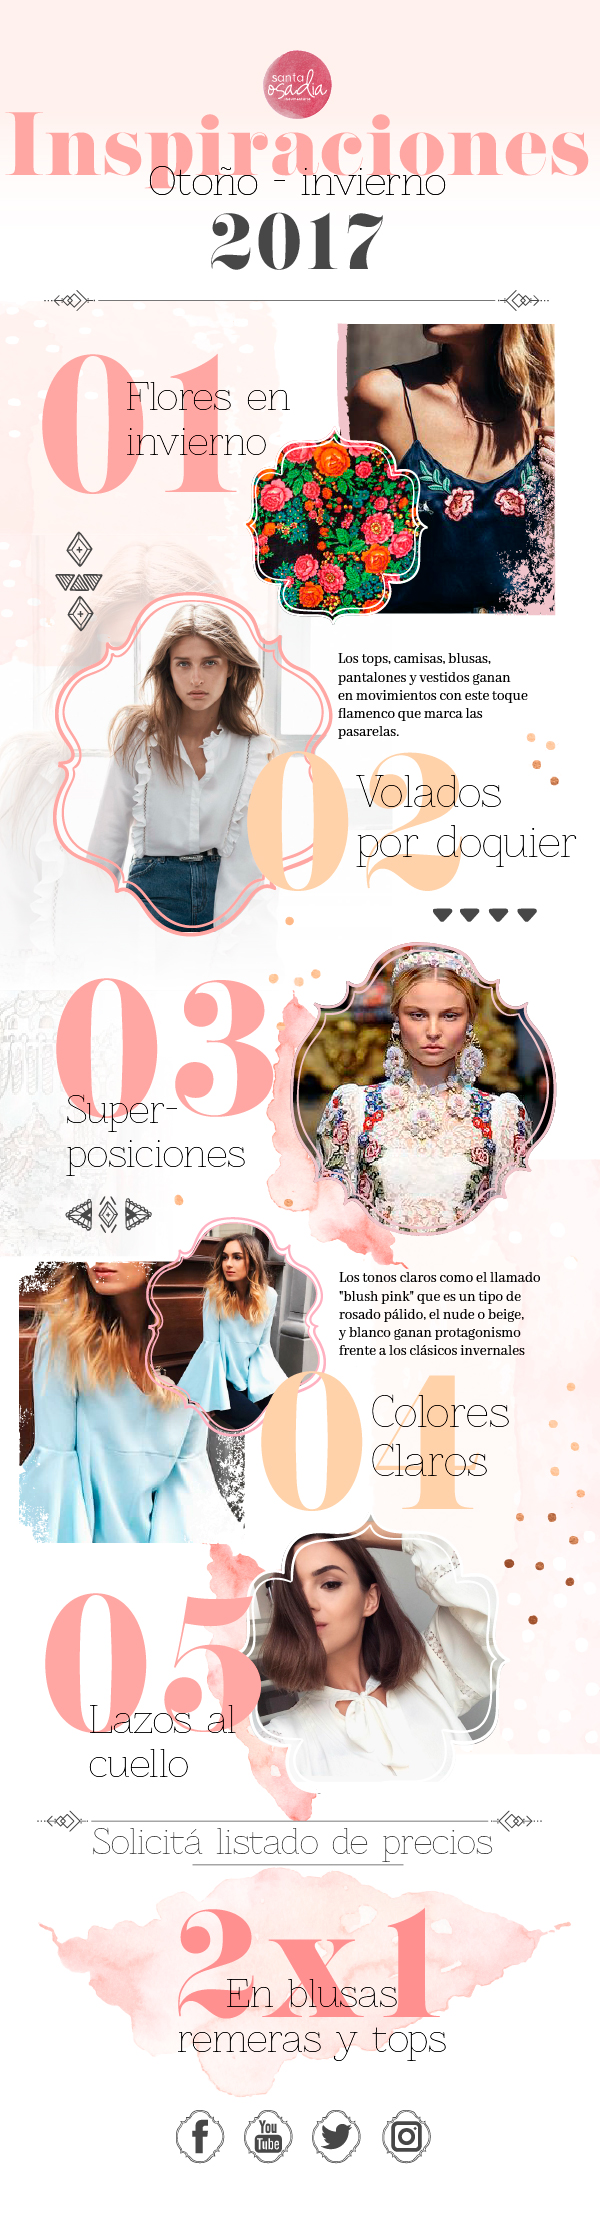 santa
osadia
Inspiraciones
Otoño - invierno
2017
01
Flores en
invierno
Los tops, camisas, blusas,
pantalones y vestidos ganan
en movimientos con este toque
flamenco que marca las
pasarelas.
02
Volados
por doquier
03
Super-
posiciones
Los tonos claros como el llamado
"blush pink" que es un tipo de
rosado pálido, el nude o beige,
y blanco ganan protagonismo
frente a los clásicos invernales
04
Colores
Claros
05
Lazos al
cuello
Solicitá listado de precios
2x1
En blusas
remeras y tops
You
Tube